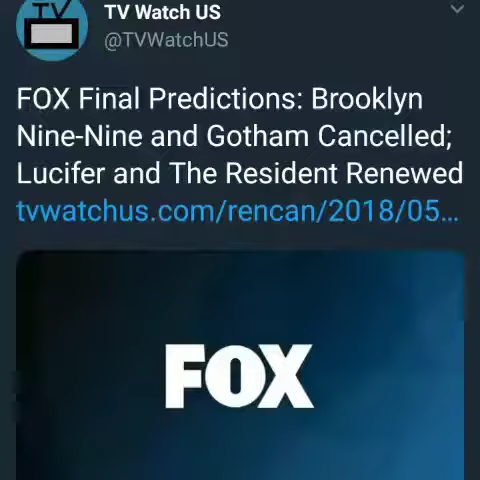 TV
TV Watch US
@TVWatchUS
FOX Final Predictions: Brooklyn
Nine-Nine and Gotham Cancelled;
Lucifer and The Resident Renewed
tvwatchus.com/rencan/2018/05...
FOX